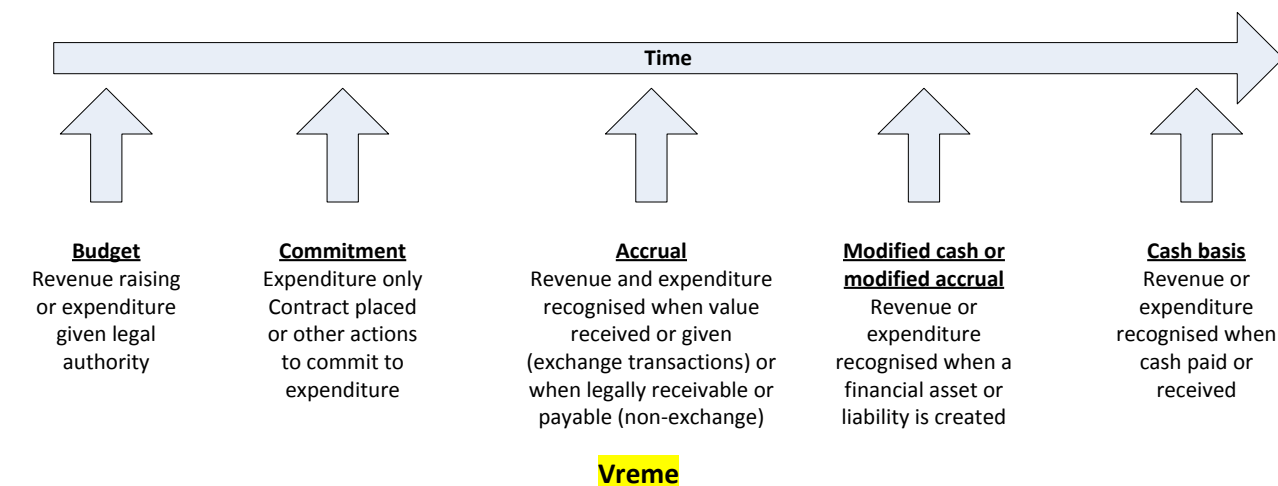 Time
Budget
Revenue raising
or expenditure
given legal
authority
Commitment
Expenditure only
Contract placed
or other actions
to commit to
expenditure
Accrual
Revenue and expenditure
recognised when value
received or given
(exchange transactions) or
when legally receivable or
payable (non-exchange)
Modified cash or
modified accrual
Revenue or
expenditure
recognised when a
financial asset or
liability is created
Cash basis
Revenue or
expenditure
recognised when
cash paid or
received
Vreme